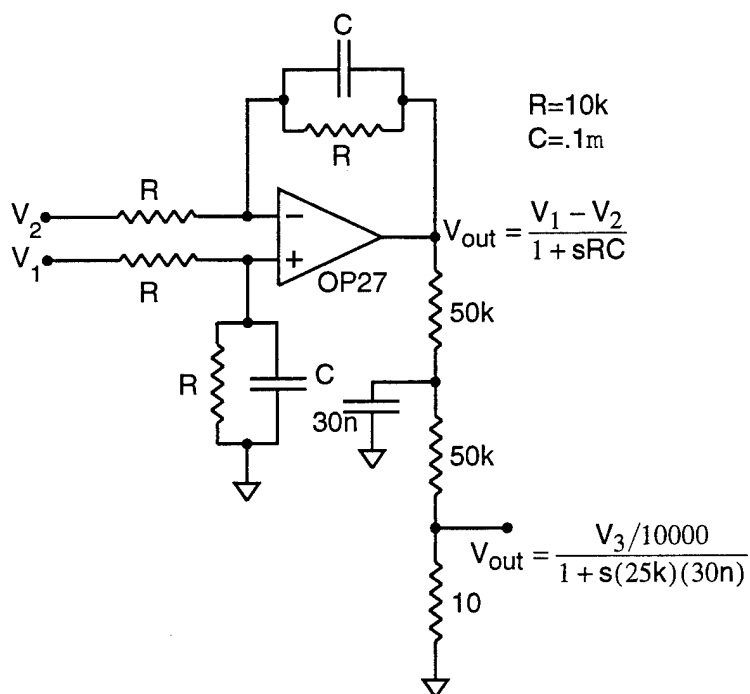 C
R=10k
C=.1m
R
R
V2
V1
R
OP27
Vout = V1 – V2 / 1 + sRC
50k
R
C
30n
50k
Vout = V3/10000 / 1 + s(25k)(30n)
10